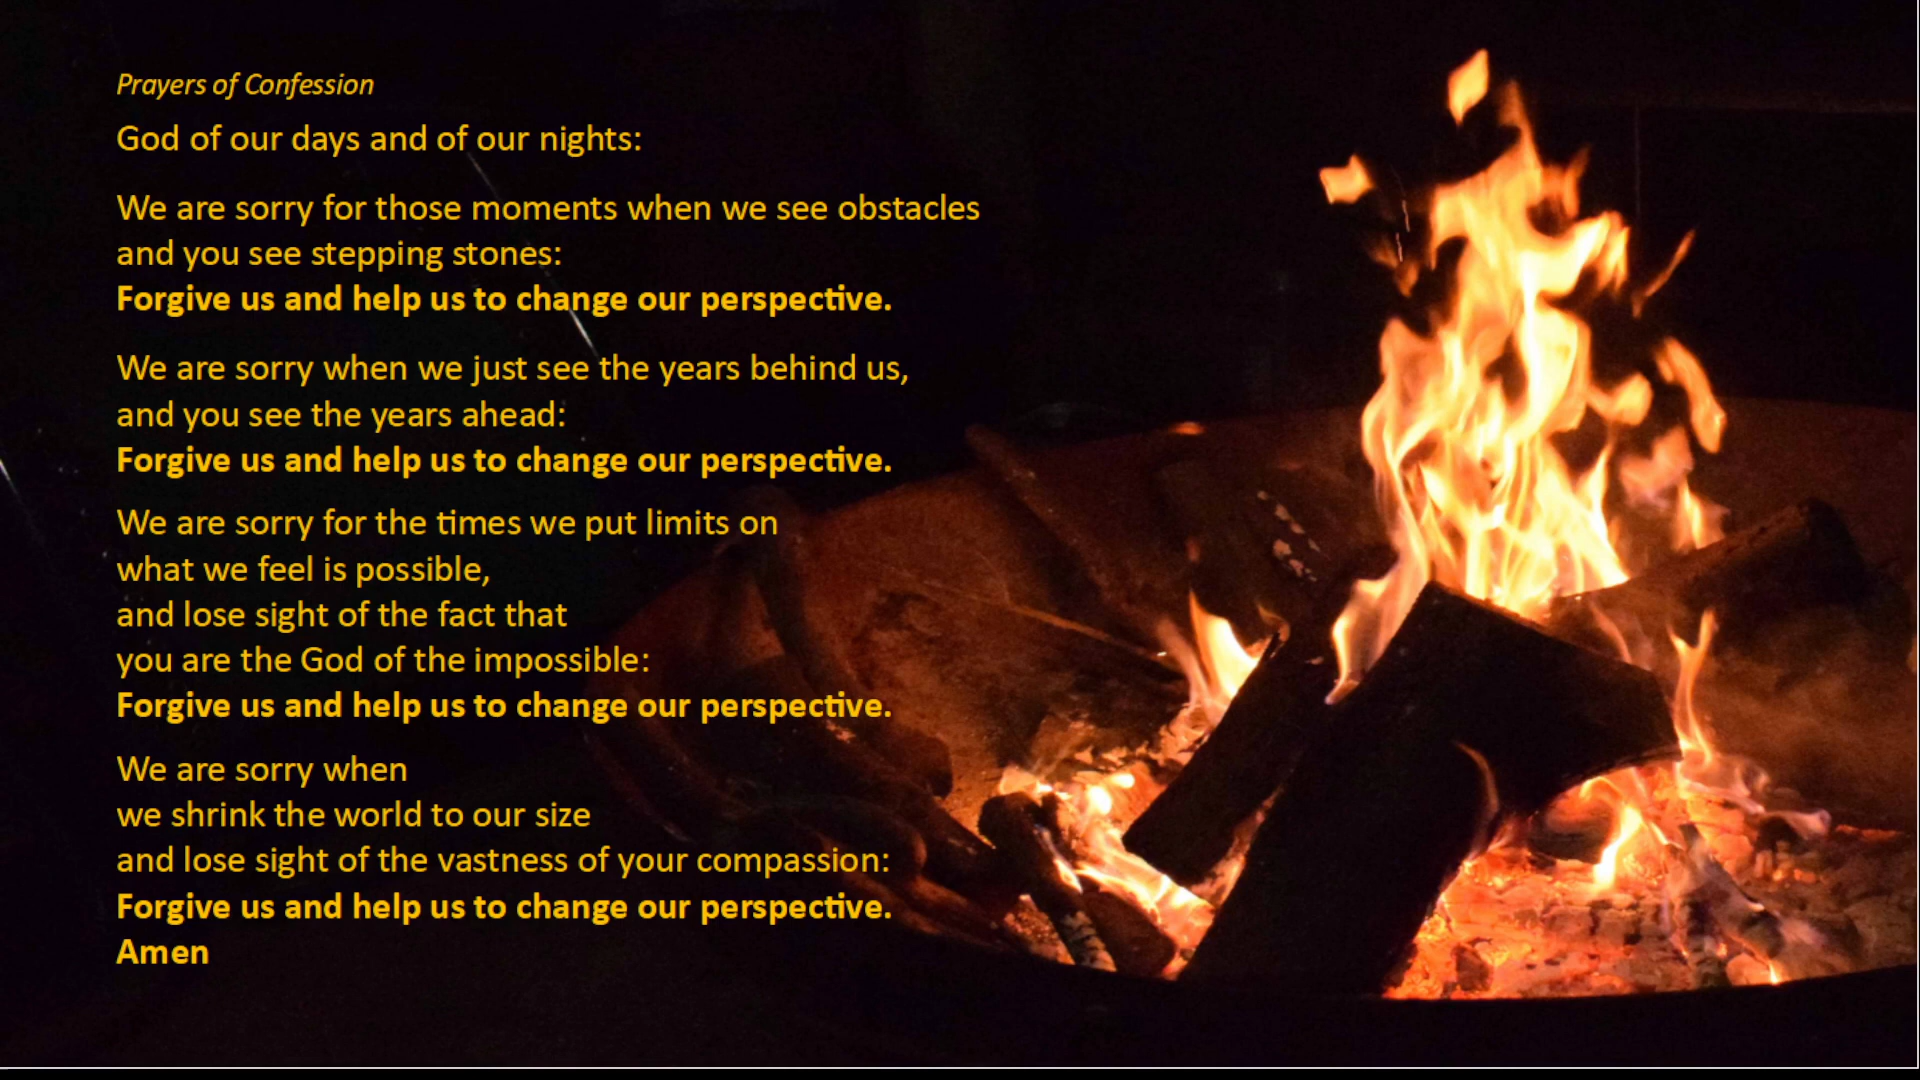 Prayers of Confession
God of our days and of our nights:
We are sorry for those moments when we see obstacles
and you see stepping stones:
Forgive us and help us to change our perspective.
We are sorry when we just see the years behind us,
and you see the years ahead:
Forgive us and help us to change our perspective.
We are sorry for the times we put limits on
what we feel is possible,
and lose sight of the fact that
you are the God of the impossible:
Forgive us and help us to change our perspective.
We are sorry when
we shrink the world to our size
and lose sight of the vastness of your compassion:
Forgive us and help us to change our perspective.
Amen